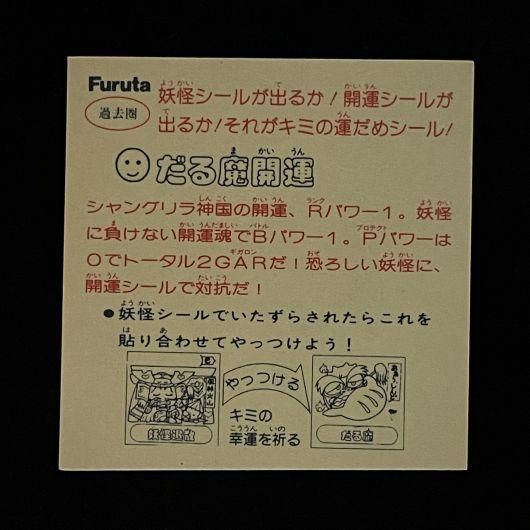 Furuta
過去圏
妖怪シールが出るか!開運シールが
出るか!それがキミの運だめシール!
だる魔開運
シャングリラ神国の開運、Rパワー1。妖怪
に負けない開運魂でBパワー1。Pパワーは
0でトータル2GARだ!恐ろしい妖怪に、
開運シールで対抗だ!
●妖怪シールでいたずらされたらこれを
貼り合わせてやっつけよう!
やっつける
キミの
幸運を祈る
妖怪退散
だる魔